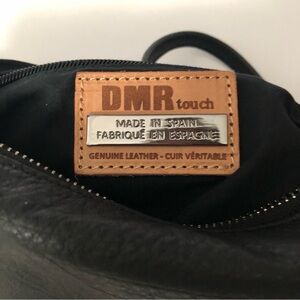 DMR touch
MADE IN SPAIN
FABRIQUÉ EN ESPAGNE
GENUINE LEATHER - CUIR VÉRITABLE